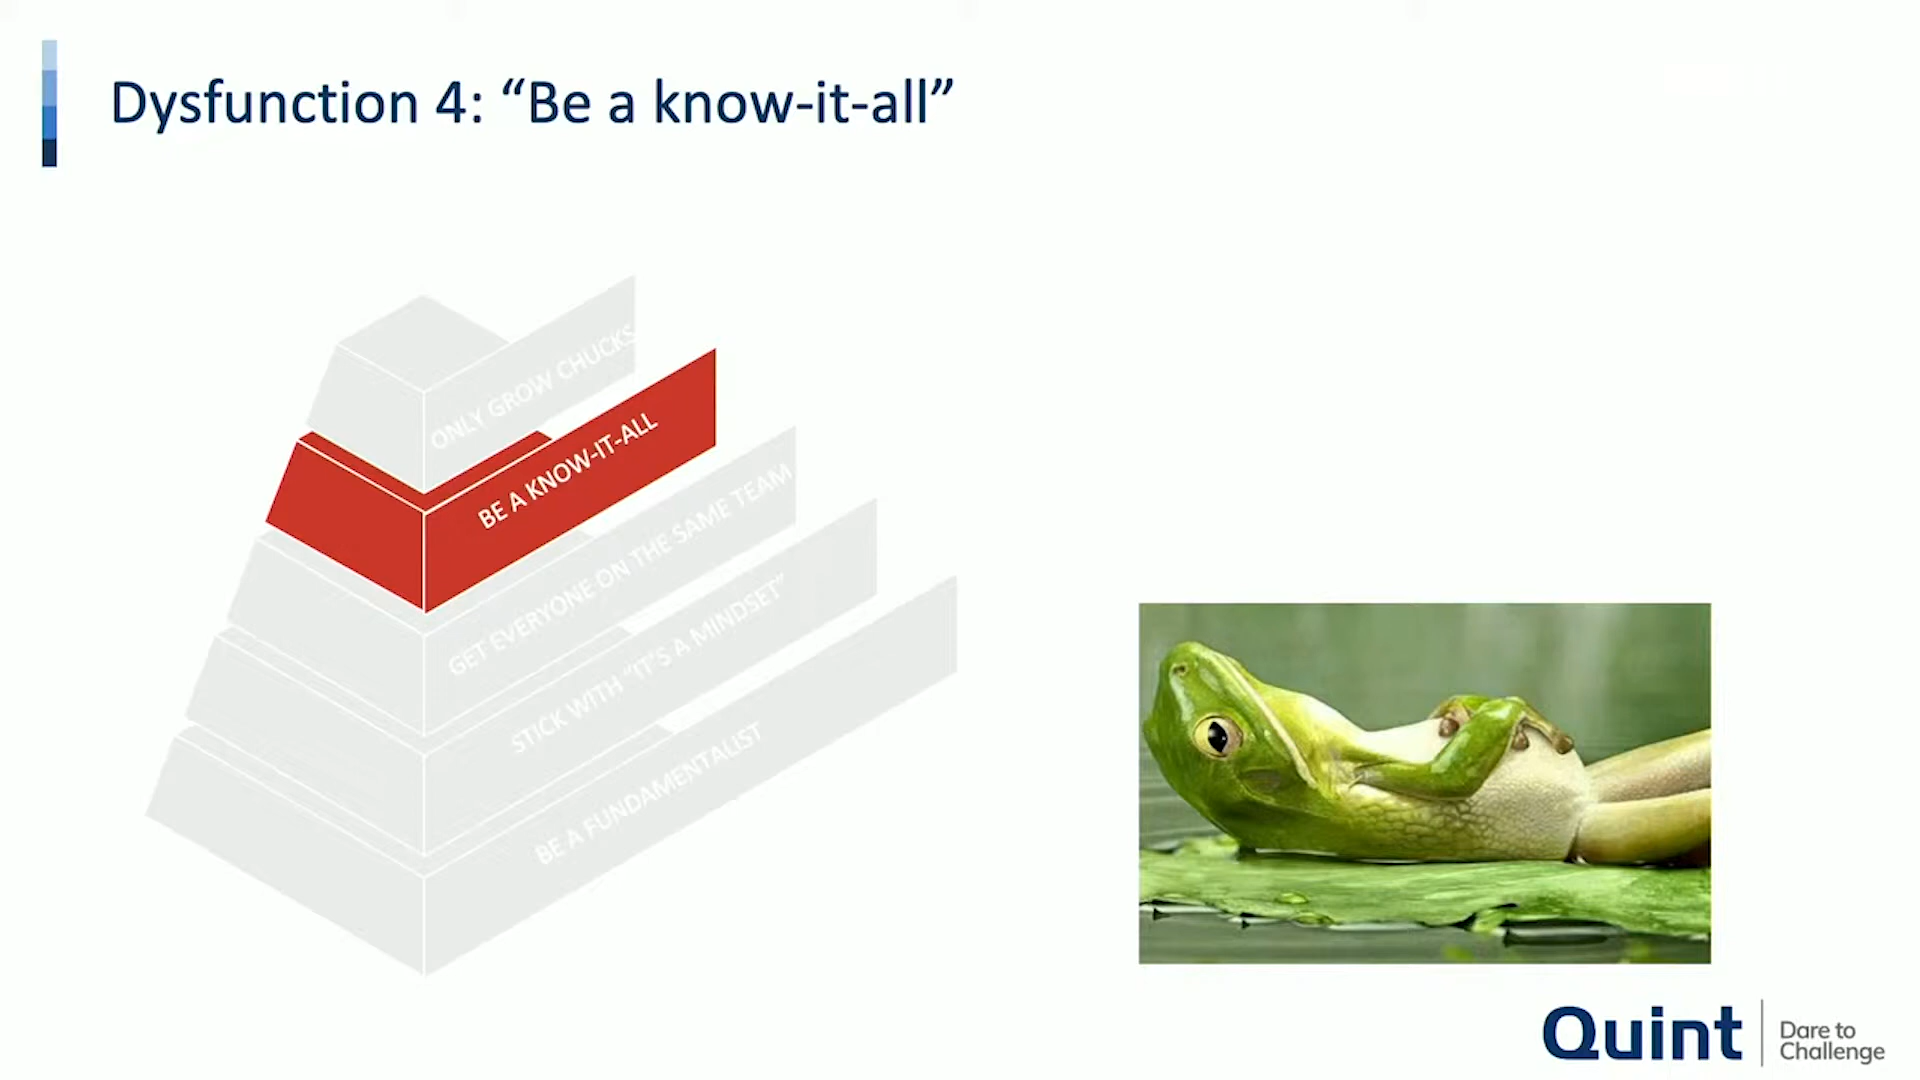 Dysfunction 4: “Be a know-it-all”
ONLY GROW CHUCKS
BE A KNOW-IT-ALL
GET EVERYONE ON THE SAME TEAM
STICK WITH “IT’S A MINDSET”
BE A FUNDAMENTALIST
Quint
Dare to
Challenge